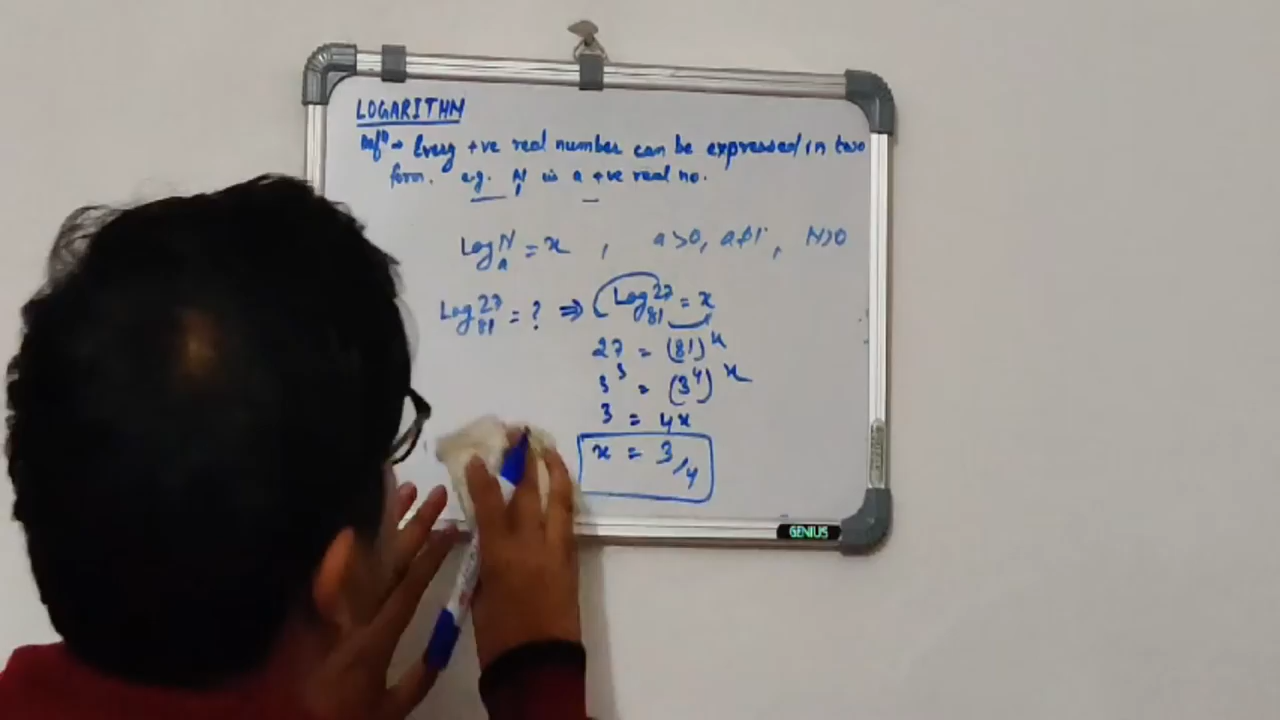 LOGARITHM
Defⁿ → Every +ve real number can be expressed in two
form. e.g. N is a +ve real no.
Log_a N = x , a>0, a≠1, N>0
Log_81 27 = ? ⇒ Log_81 27 = x
27 = (81)^x
3^3 = (3^4)^x
3 = 4x
x = 3/4
GENIUS